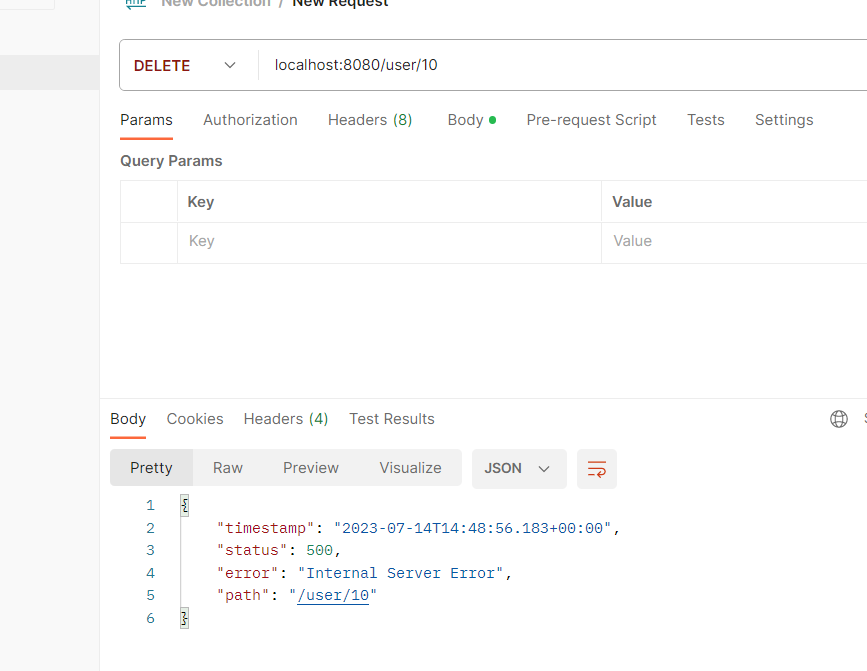 HTTP New Collection / New Request
DELETE localhost:8080/user/10
Params Authorization Headers (8) Body Pre-request Script Tests Settings
Query Params
Key Value
Key Value
Body Cookies Headers (4) Test Results
Pretty Raw Preview Visualize JSON
1 {
2 "timestamp": "2023-07-14T14:48:56.183+00:00",
3 "status": 500,
4 "error": "Internal Server Error",
5 "path": "/user/10"
6 }